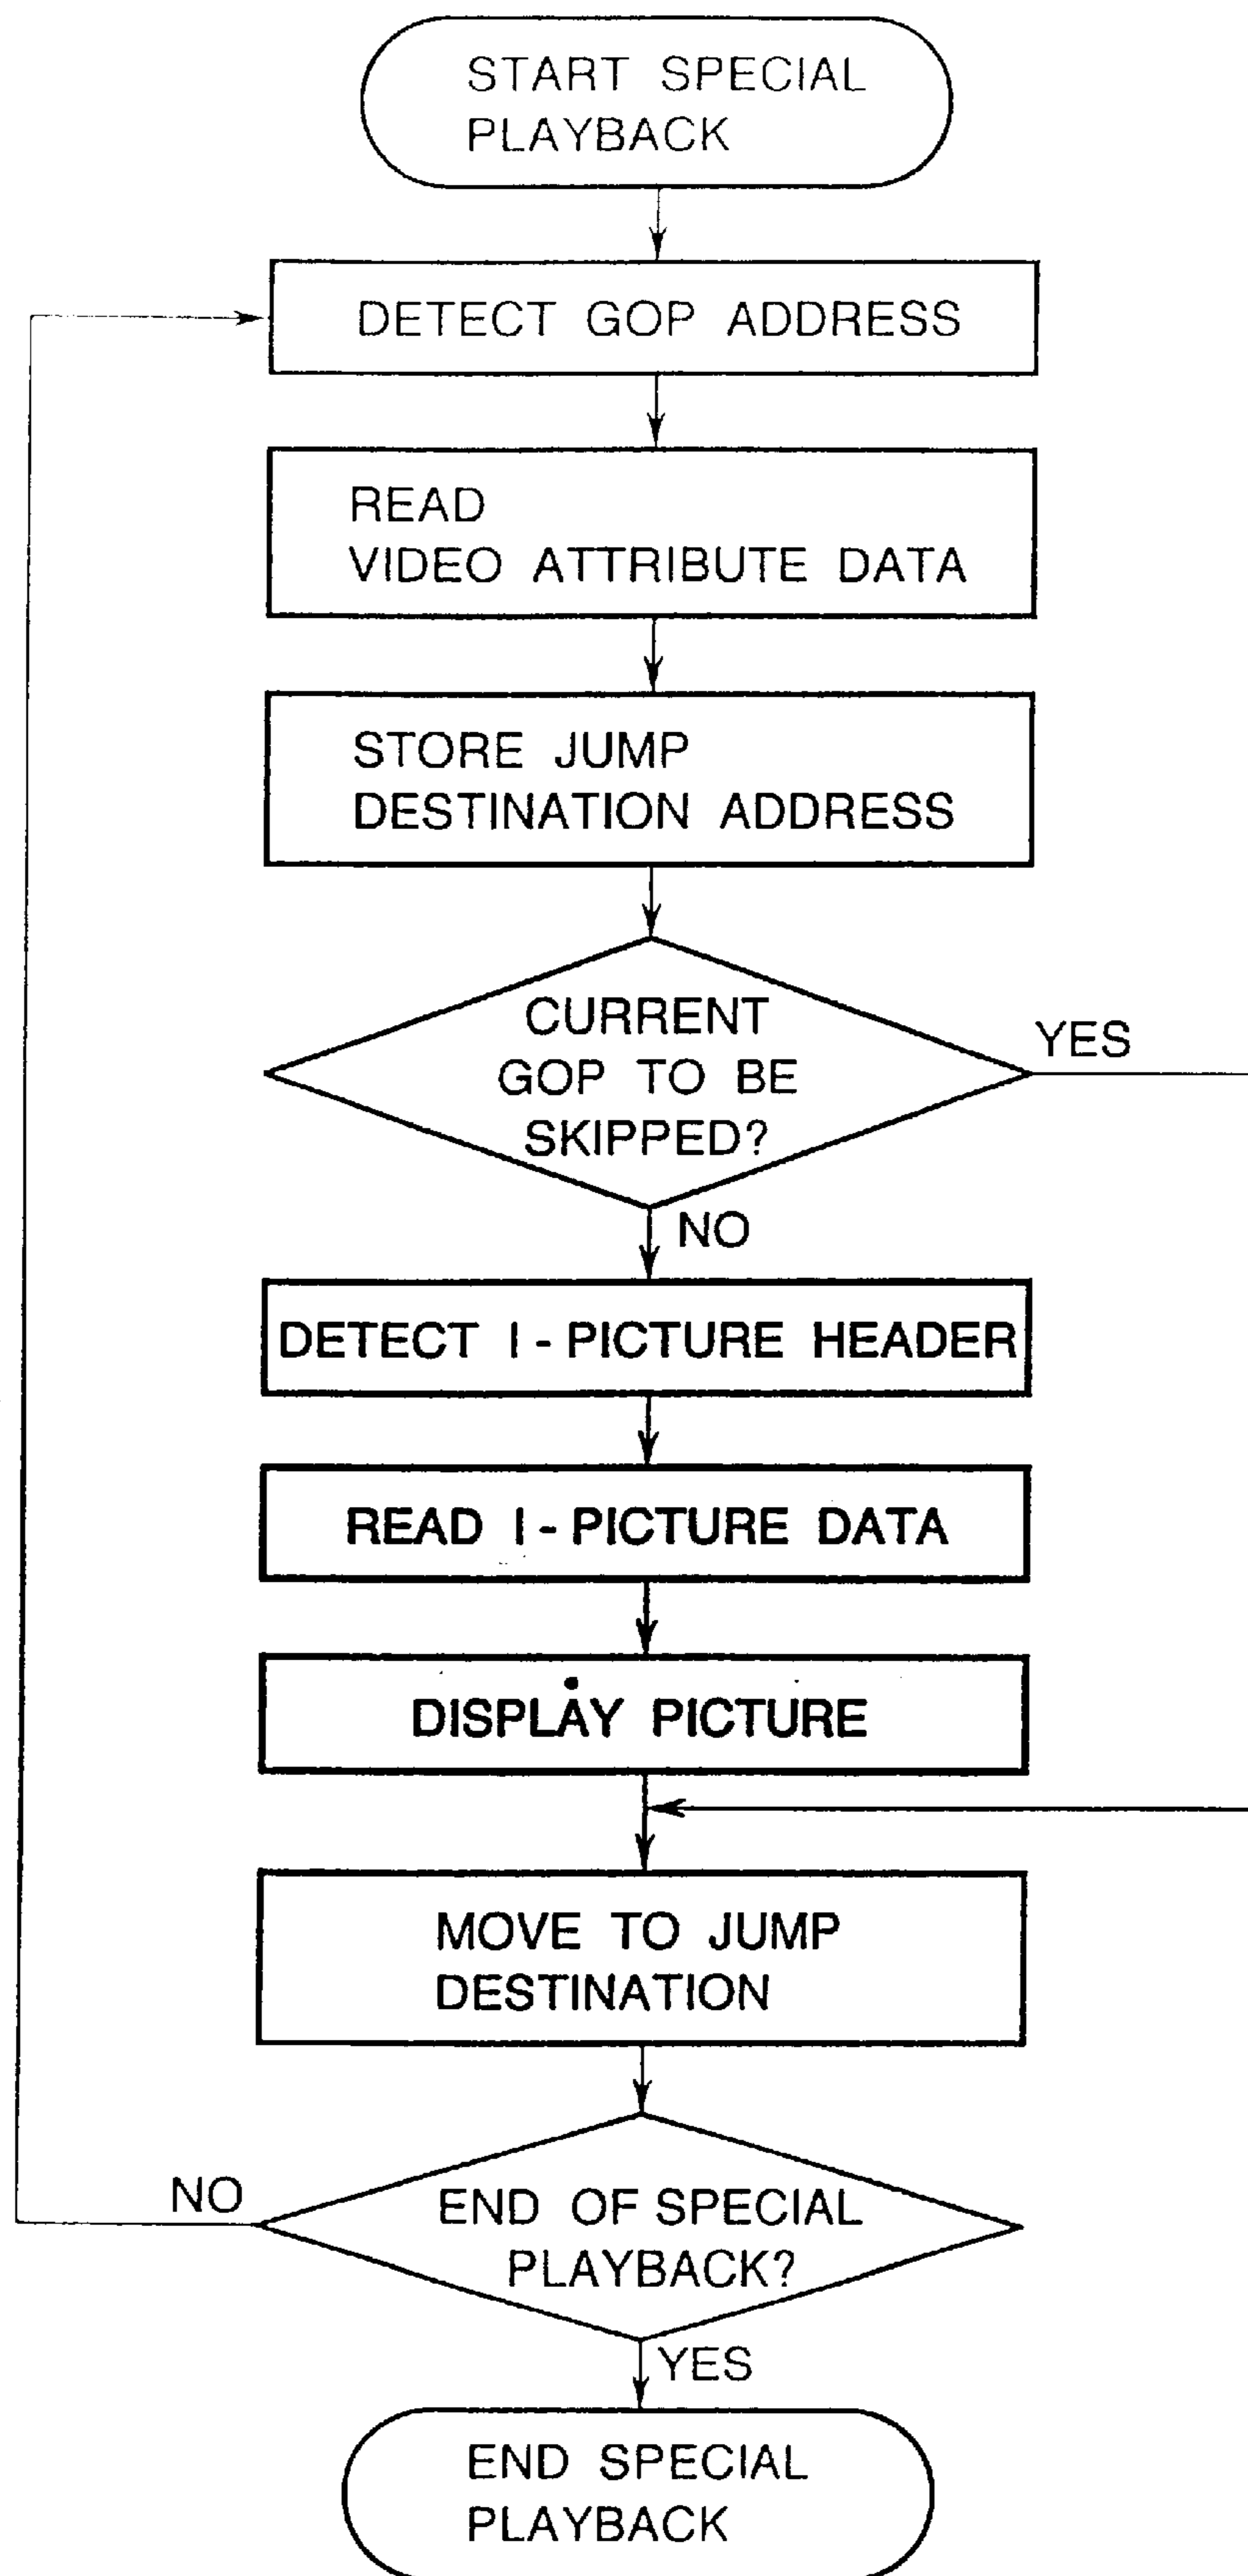 START SPECIAL
PLAYBACK
DETECT GOP ADDRESS
READ
VIDEO ATTRIBUTE DATA
STORE JUMP
DESTINATION ADDRESS
CURRENT
GOP TO BE
SKIPPED?
YES
NO
DETECT I-PICTURE HEADER
READ I-PICTURE DATA
DISPLAY PICTURE
MOVE TO JUMP
DESTINATION
NO
END OF SPECIAL
PLAYBACK?
YES
END SPECIAL
PLAYBACK